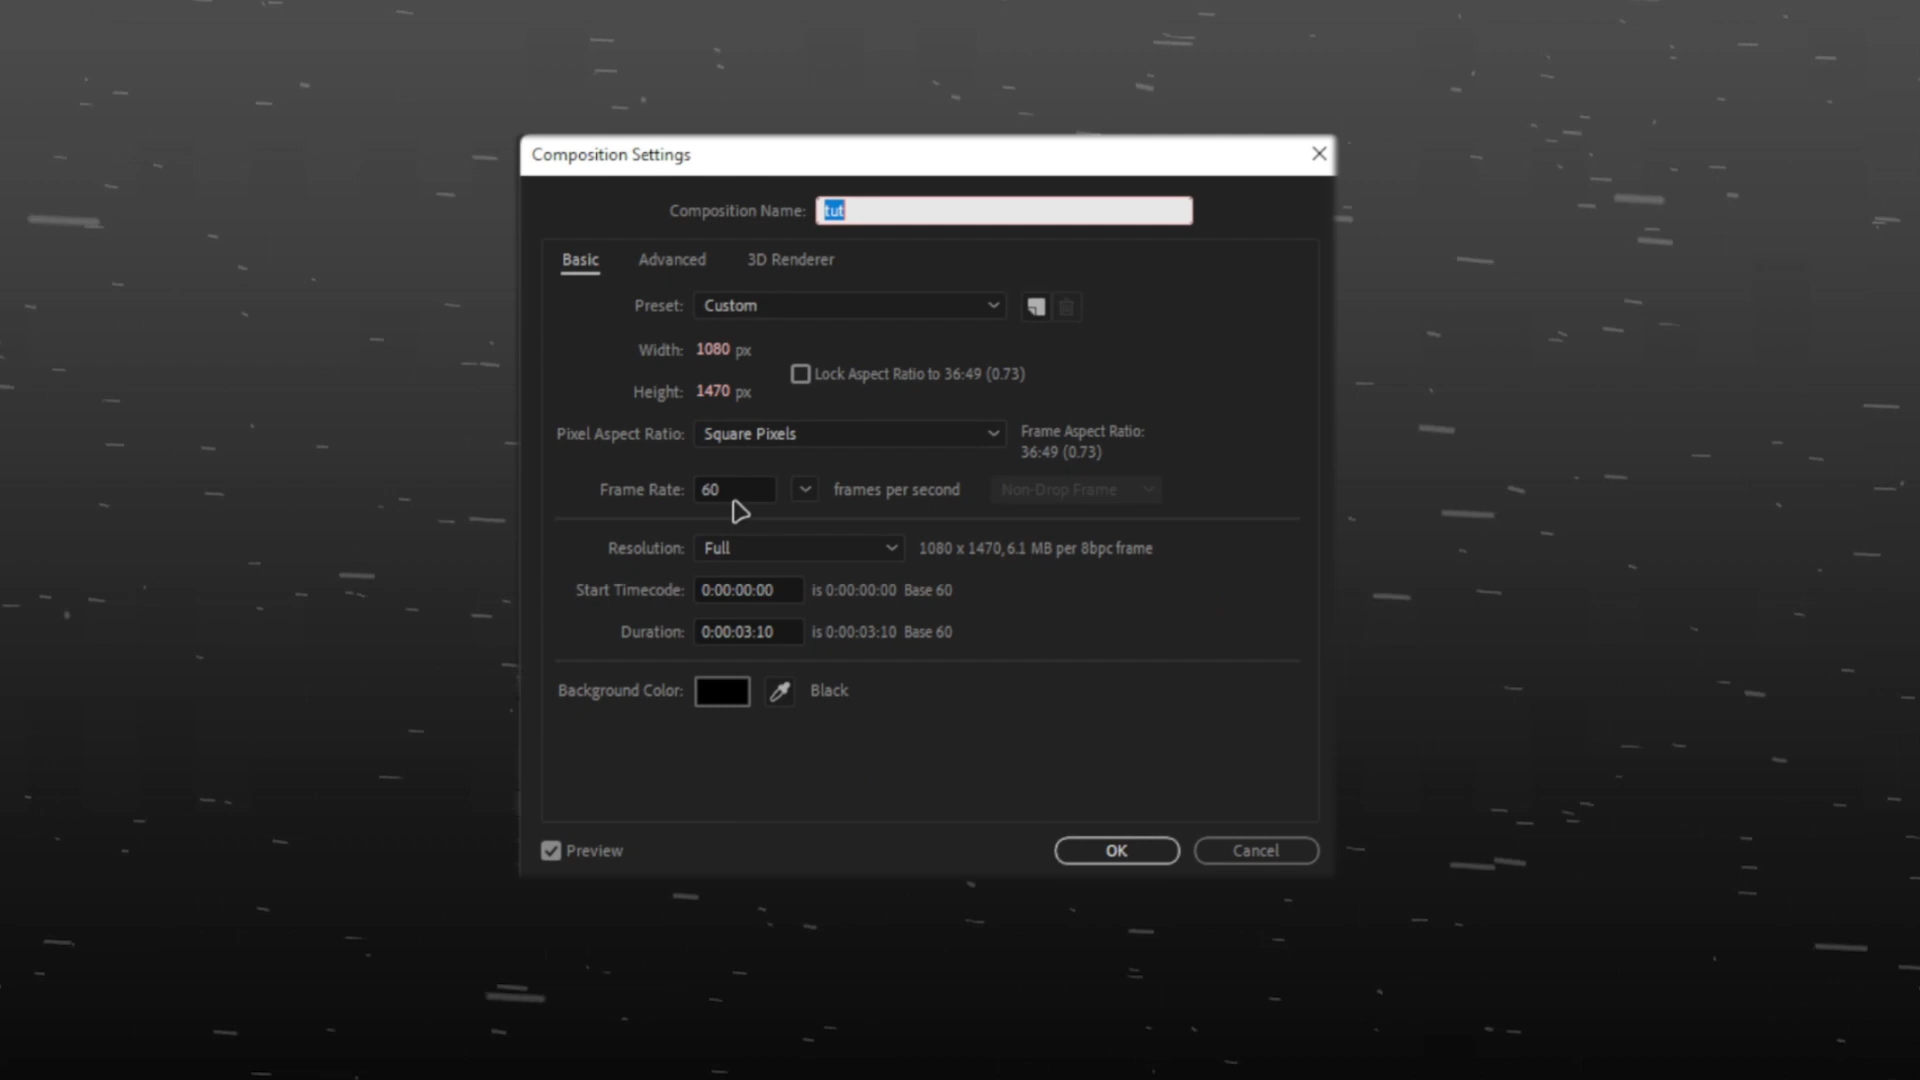 Composition Settings
Composition Name: tut
Basic Advanced 3D Renderer
Preset: Custom
Width: 1080 px
Lock Aspect Ratio to 36:49 (0.73)
Height: 1470 px
Pixel Aspect Ratio: Square Pixels
Frame Aspect Ratio:
36:49 (0.73)
Frame Rate: 60 frames per second Non-Drop Frame
Resolution: Full 1080 x 1470, 6.1 MB per 8bpc frame
Start Timecode: 0:00:00:00 is 0:00:00:00 Base 60
Duration: 0:00:03:10 is 0:00:03:10 Base 60
Background Color: Black
Preview OK Cancel